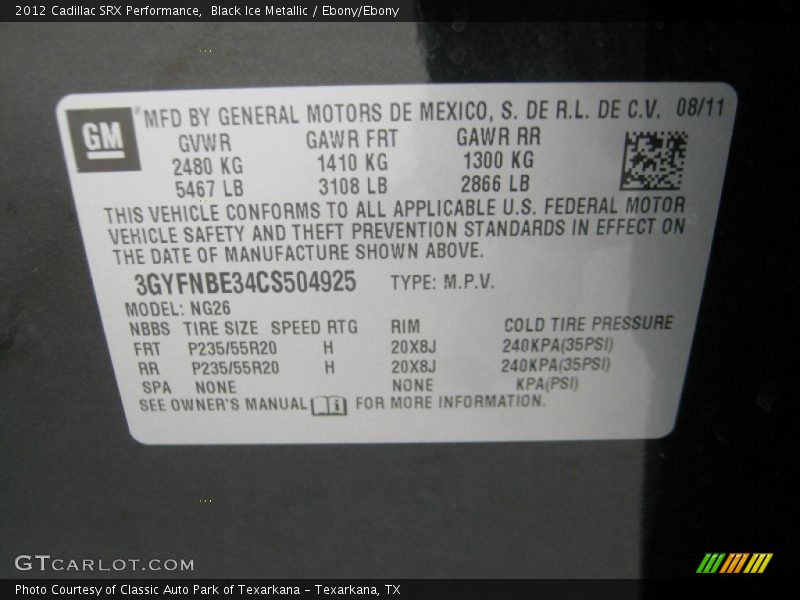 2012 Cadillac SRX Performance,  Black Ice Metallic / Ebony/Ebony
GM
MFD BY GENERAL MOTORS DE MEXICO, S. DE R.L. DE C.V. 08/11
GVWR GAWR FRT GAWR RR
2480 KG 1410 KG 1300 KG
5467 LB 3108 LB 2866 LB
THIS VEHICLE CONFORMS TO ALL APPLICABLE U.S. FEDERAL MOTOR
VEHICLE SAFETY AND THEFT PREVENTION STANDARDS IN EFFECT ON
THE DATE OF MANUFACTURE SHOWN ABOVE.
3GYFNBE34CS504925 TYPE: M.P.V.
MODEL: NG26
NBBS TIRE SIZE SPEED RTG RIM COLD TIRE PRESSURE
FRT P235/55R20 H 20X8J 240KPA(35PSI)
RR P235/55R20 H 20X8J 240KPA(35PSI)
SPA NONE NONE KPA(PSI)
SEE OWNER'S MANUAL FOR MORE INFORMATION.
GTCARLOT.COM
Photo Courtesy of Classic Auto Park of Texarkana – Texarkana, TX